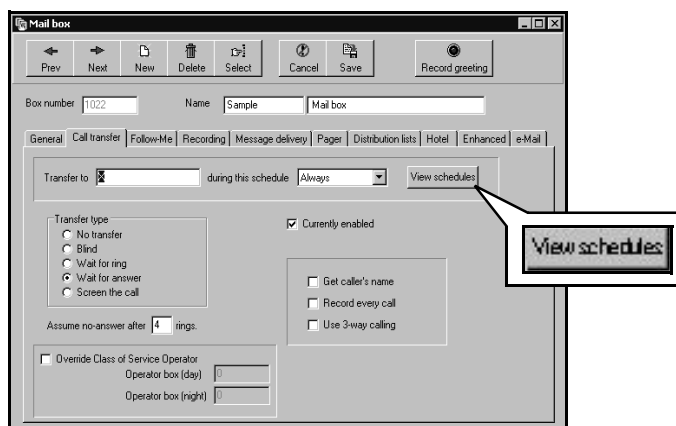 Mail box
Prev Next New Delete Select Cancel Save Record greeting
Box number 1022 Name Sample Mail box
General Call transfer Follow-Me Recording Message delivery Pager Distribution lists Hotel Enhanced e-Mail
Transfer to X during this schedule Always View schedules
Transfer type
No transfer
Blind
Wait for ring
Wait for answer
Screen the call
Currently enabled
View schedules
Get caller's name
Record every call
Use 3-way calling
Assume no-answer after 4 rings.
Override Class of Service Operator
Operator box (day) 0
Operator box (night) 0